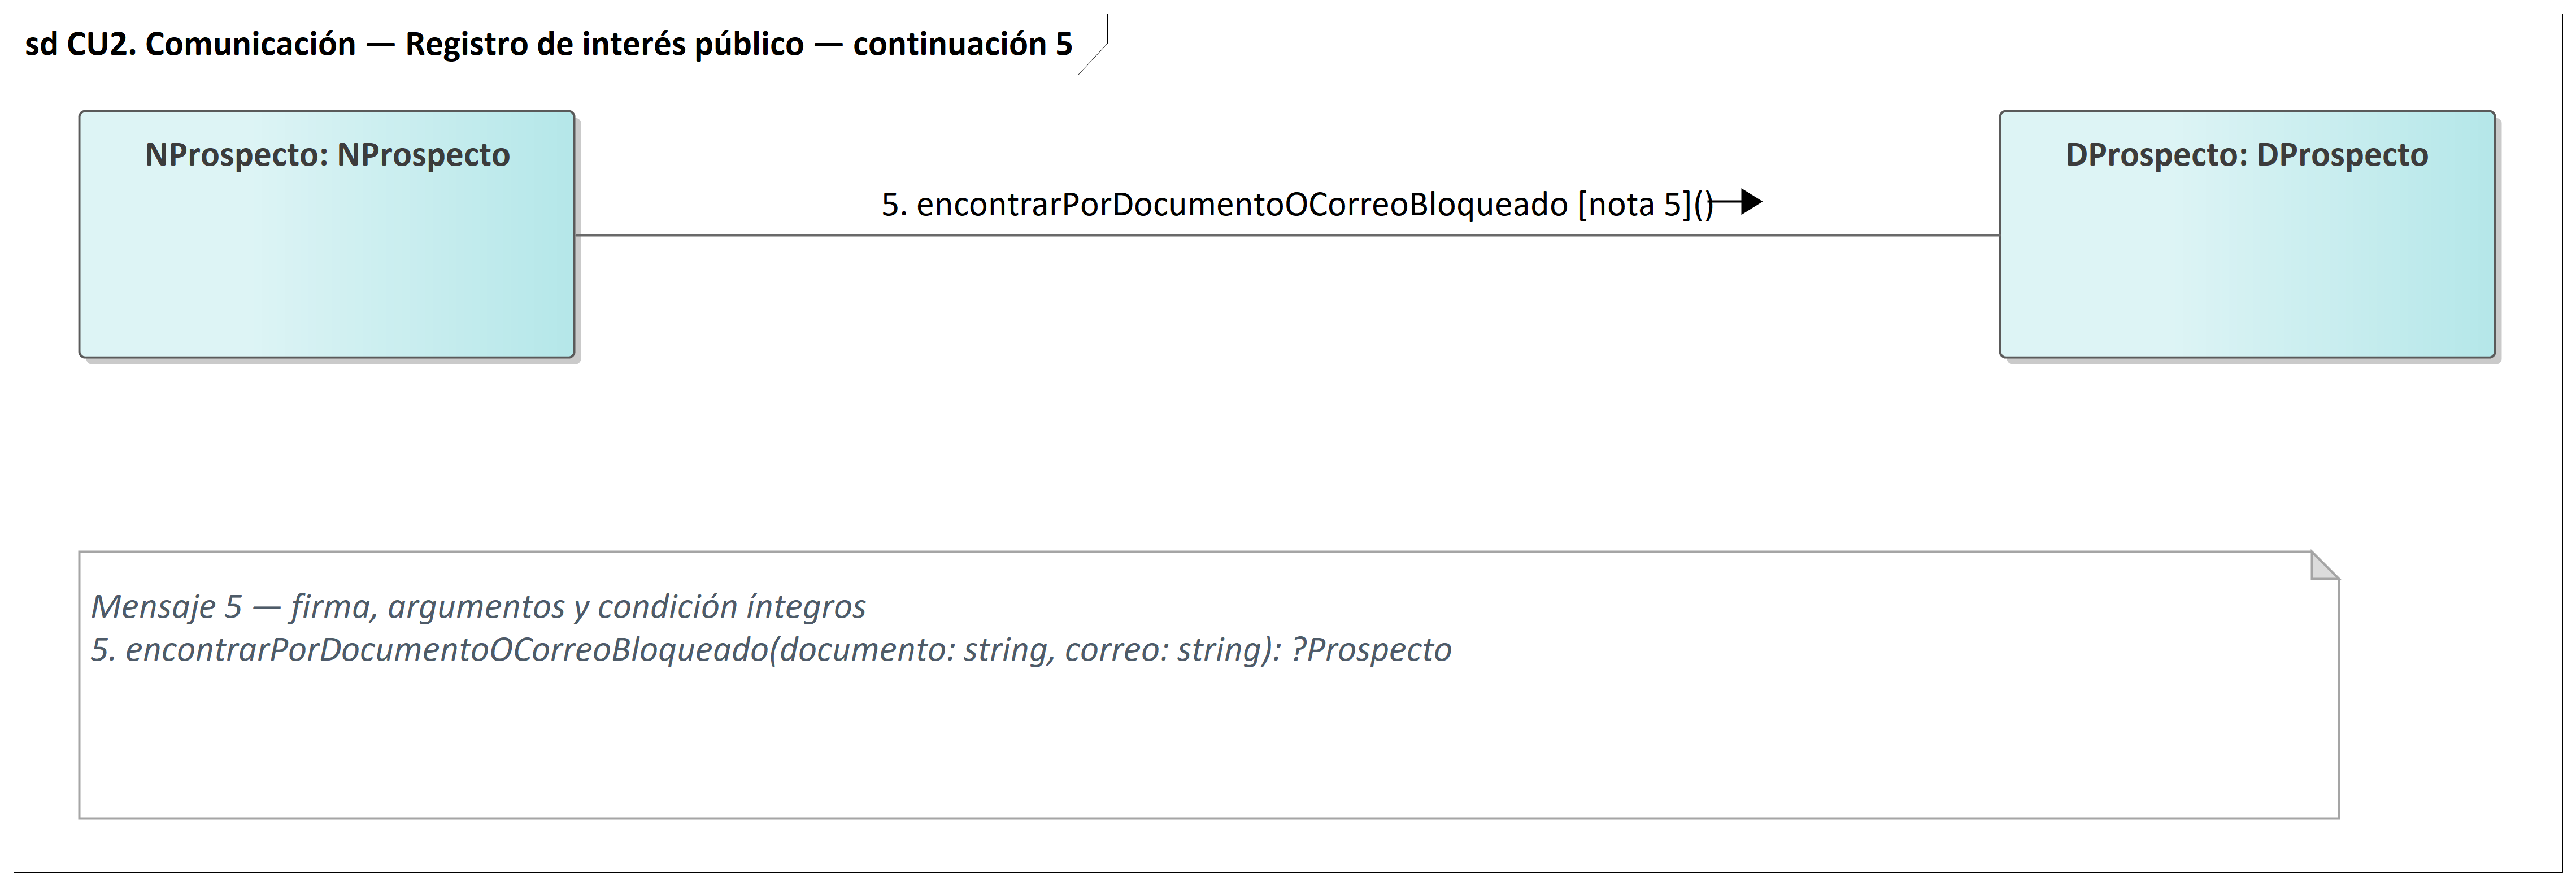 sd CU2. Comunicación — Registro de interés público — continuación 5
NProspecto: NProspecto
DProspecto: DProspecto
5. encontrarPorDocumentoOCorreoBloqueado [nota 5]()
Mensaje 5 — firma, argumentos y condición íntegros
5. encontrarPorDocumentoOCorreoBloqueado(documento: string, correo: string): ?Prospecto